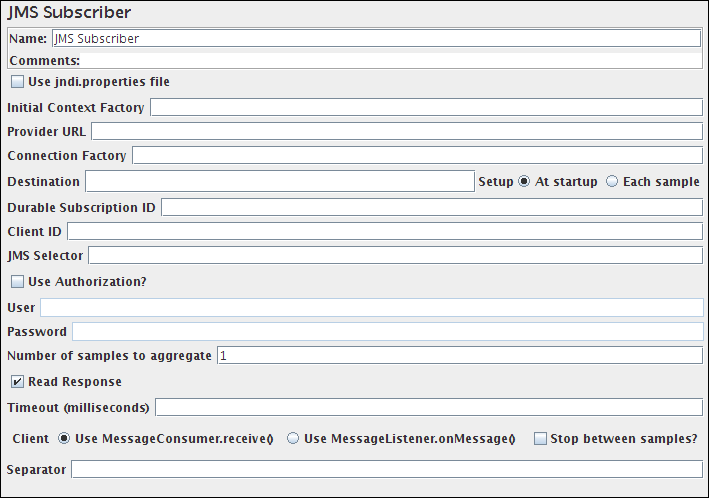 JMS Subscriber
Name: JMS Subscriber
Comments:
Use jndi.properties file
Initial Context Factory
Provider URL
Connection Factory
Destination Setup At startup Each sample
Durable Subscription ID
Client ID
JMS Selector
Use Authorization?
User
Password
Number of samples to aggregate 1
Read Response
Timeout (milliseconds)
Client Use MessageConsumer.receive() Use MessageListener.onMessage() Stop between samples?
Separator